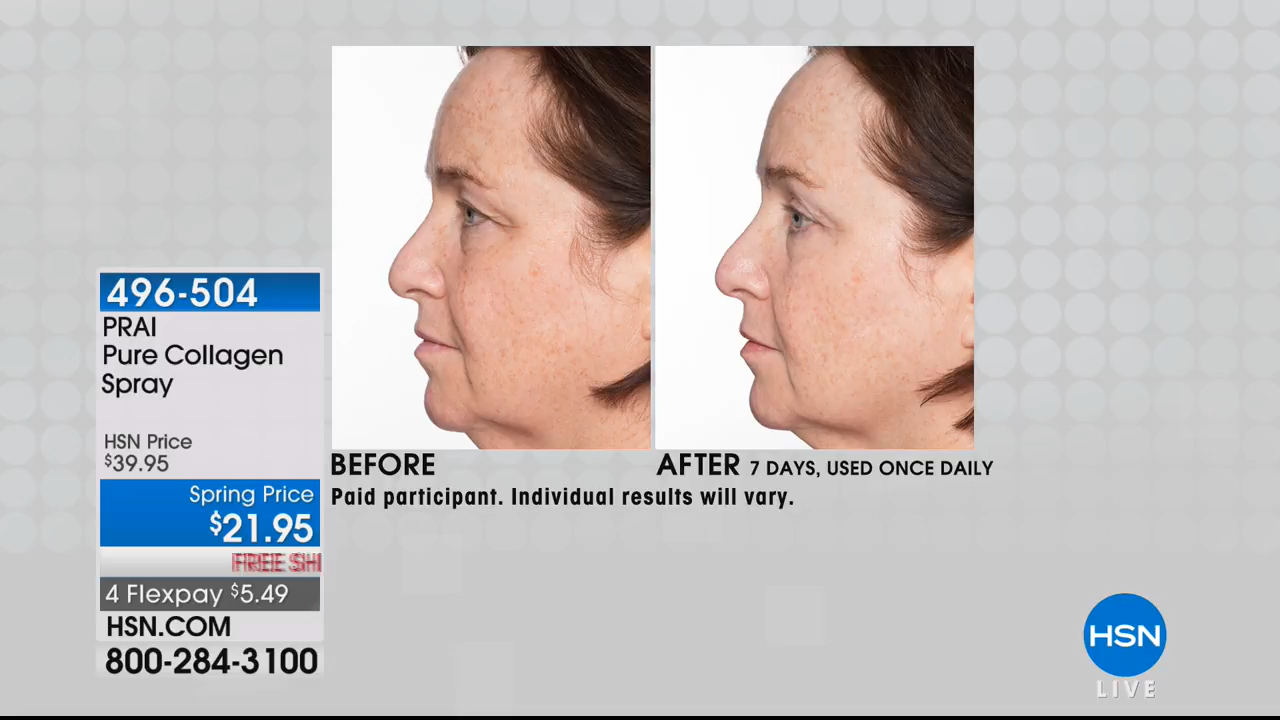 496-504
PRAI
Pure Collagen
Spray
HSN Price
$39.95
Spring Price
$21.95
FREE SHI
4 Flexpay $5.49
HSN.COM
800-284-3100
BEFORE
AFTER 7 DAYS, USED ONCE DAILY
Paid participant. Individual results will vary.
HSN
LIVE